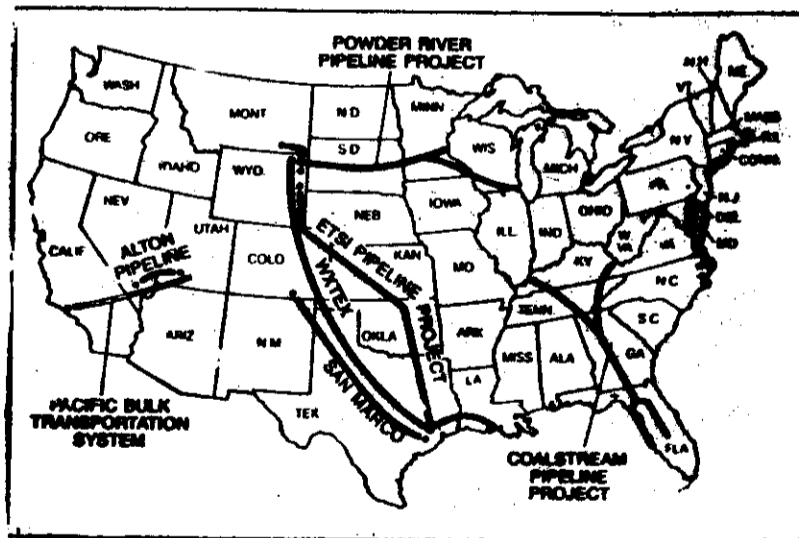 POWDER RIVER
PIPELINE PROJECT
WASH
MONT
N D
MINN
ME.
N.H
V
MASS
R.I.
CONN.
ORE
IDAHO
WYO.
S D
WIS
MICH
N Y
PA.
N.J
DEL
MD
NEV
UTAH
NEB
IOWA
ILL
IND
OHIO
W
VA
VA
CALIF
ALTON
PIPELINE
COLO
ETSI PIPELINE PROJECT
KAN
MO
KY
N C
WXTEX
TENN.
S C
ARIZ
N M
OKLA
ARK
MISS
ALA
GA
SAN MARCO
TEX
LA
FLA
PACIFIC BULK
TRANSPORTATION
SYSTEM
COALSTREAM
PIPELINE
PROJECT